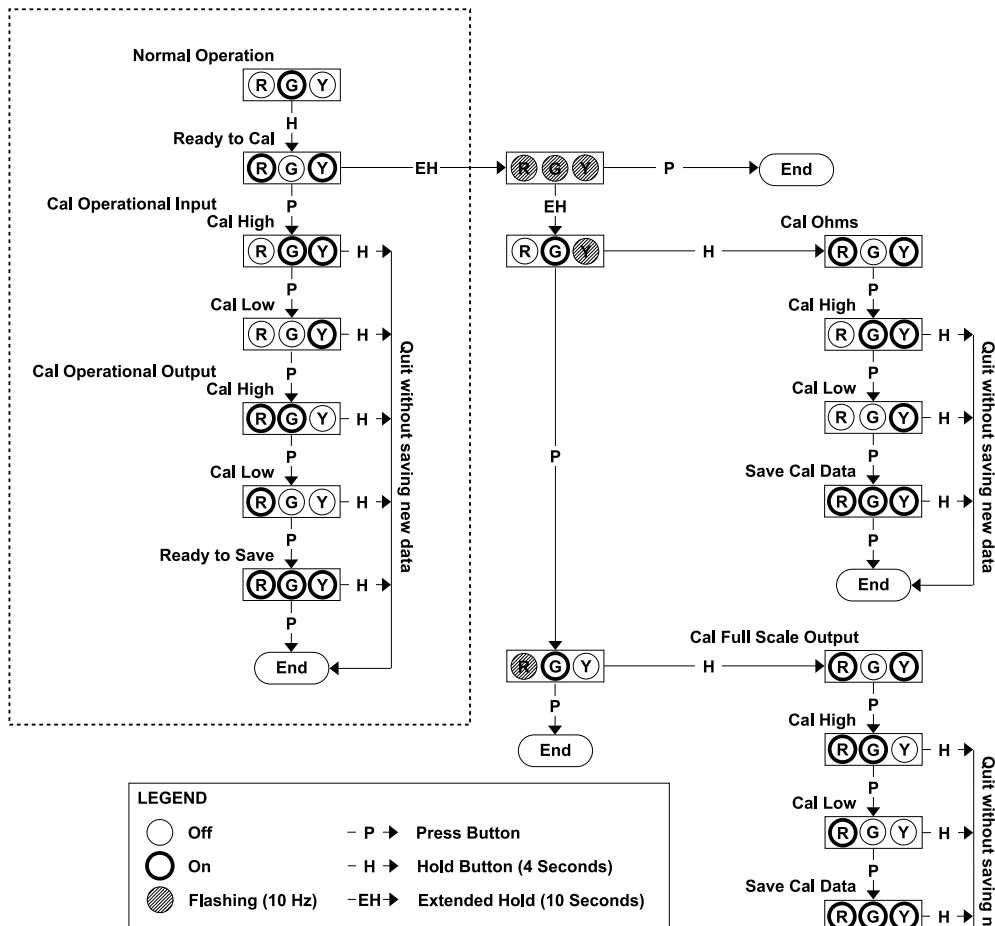 Normal Operation
R G Y
H
Ready to Cal
R G Y
EH
R G Y
P
End
P
Cal Operational Input
Cal High
R G Y
H
P
Cal Low
R G Y
H
P
Cal Operational Output
Cal High
R G Y
H
P
Cal Low
R G Y
H
P
Ready to Save
R G Y
H
P
End
Quit without saving new data
EH
R G Y
H
Cal Ohms
R G Y
P
Cal High
R G Y
H
P
Cal Low
R G Y
H
P
Save Cal Data
R G Y
H
P
End
Quit without saving new data
P
R G Y
P
End
H
Cal Full Scale Output
R G Y
P
Cal High
R G Y
H
P
Cal Low
R G Y
H
P
Save Cal Data
R G Y
H
Quit without saving n
LEGEND
Off
On
Flashing (10 Hz)
P Press Button
H Hold Button (4 Seconds)
EH Extended Hold (10 Seconds)